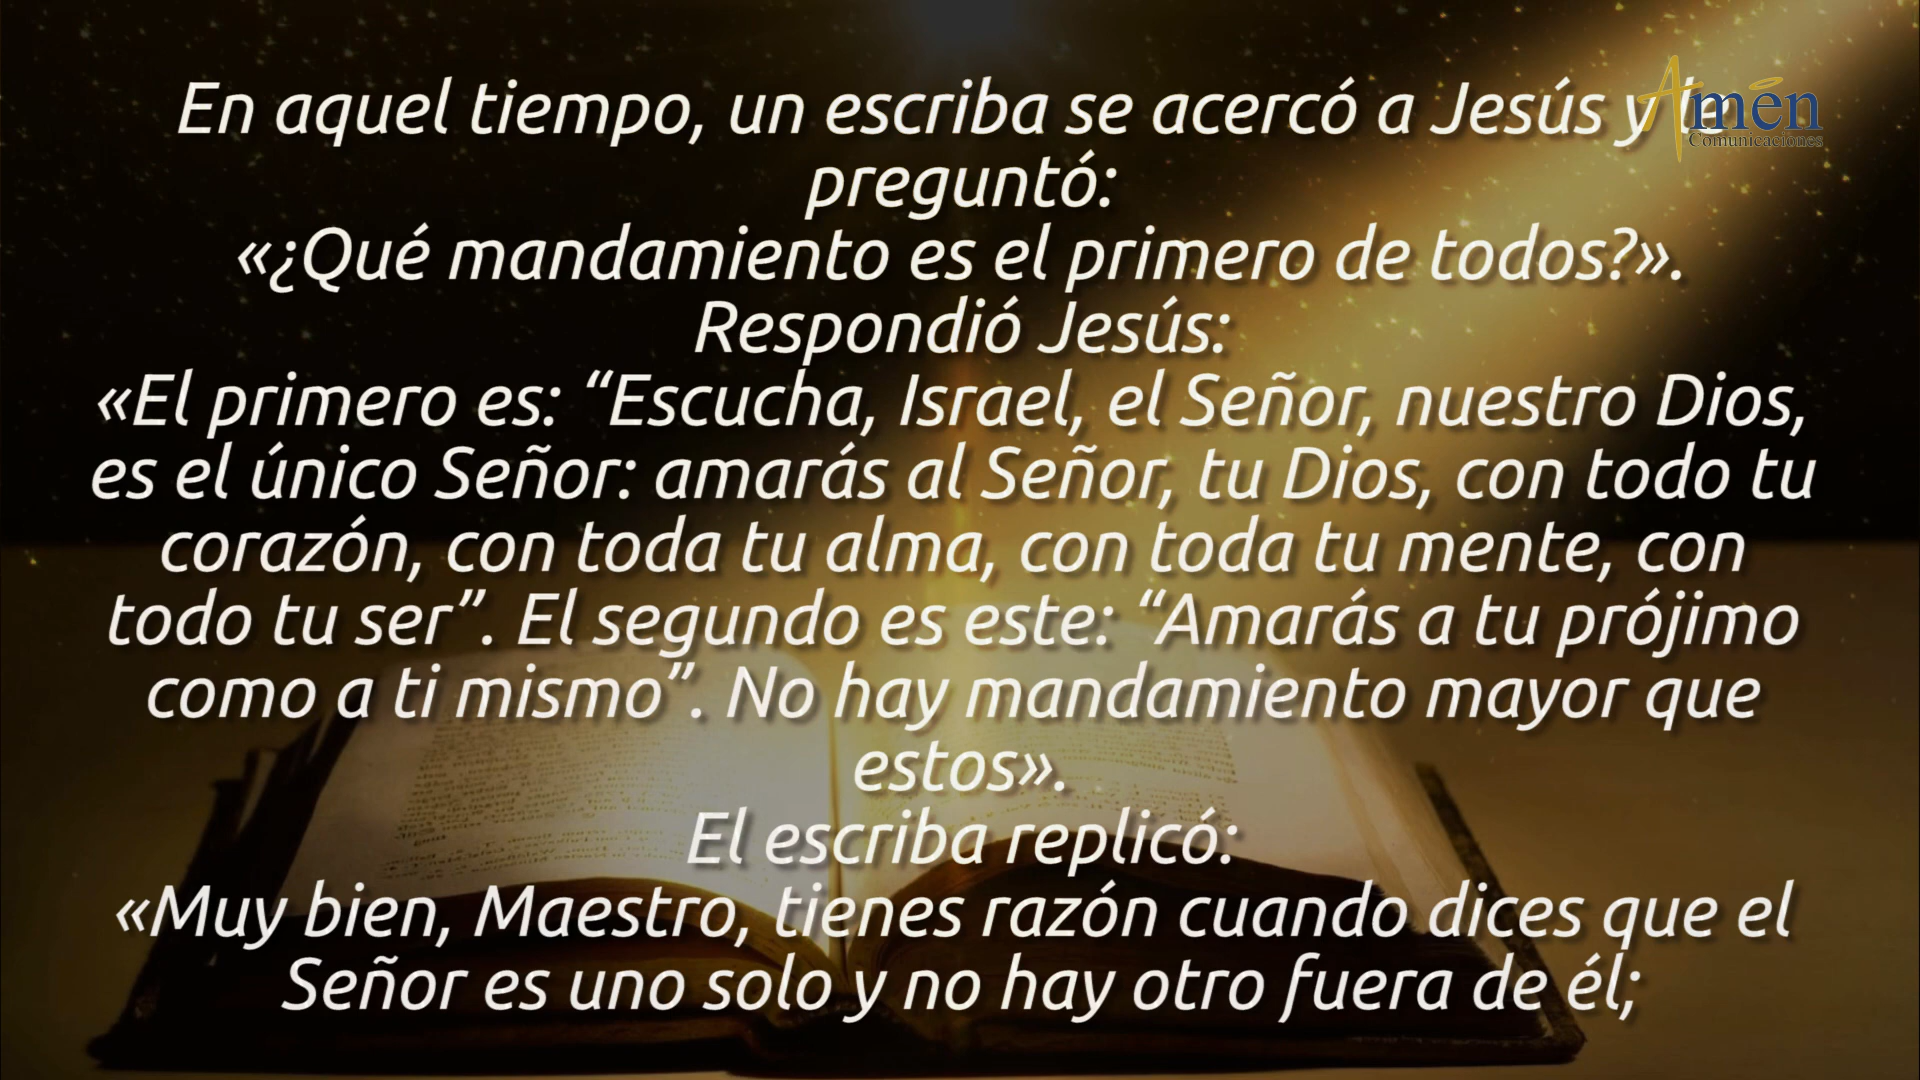 En aquel tiempo, un escriba se acercó a Jesús y
Amén
Comunicaciones
preguntó:
«¿Qué mandamiento es el primero de todos?».
Respondió Jesús:
«El primero es: “Escucha, Israel, el Señor, nuestro Dios,
es el único Señor: amarás al Señor, tu Dios, con todo tu
corazón, con toda tu alma, con toda tu mente, con
todo tu ser”. El segundo es este: “Amarás a tu prójimo
como a ti mismo”. No hay mandamiento mayor que
estos».
El escriba replicó:
«Muy bien, Maestro, tienes razón cuando dices que el
Señor es uno solo y no hay otro fuera de él;